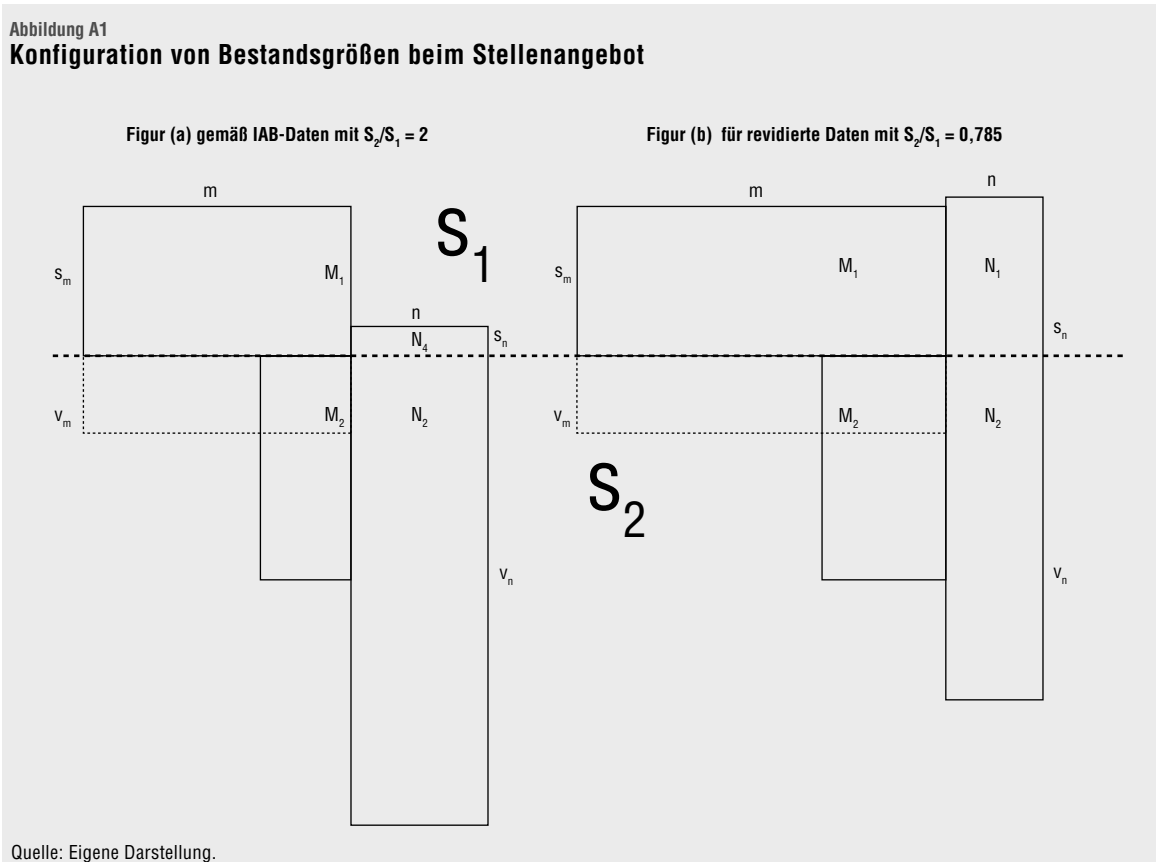 Abbildung A1
Konfiguration von Bestandsgrößen beim Stellenangebot
Figur (a) gemäß IAB-Daten mit S₂/S₁ = 2
m
sₘ
M₁
S₁
n
N₄
sₙ
vₘ
M₂
N₂
vₙ
Figur (b) für revidierte Daten mit S₂/S₁ = 0,785
m
n
sₘ
M₁
N₁
sₙ
vₘ
M₂
N₂
S₂
vₙ
Quelle: Eigene Darstellung.